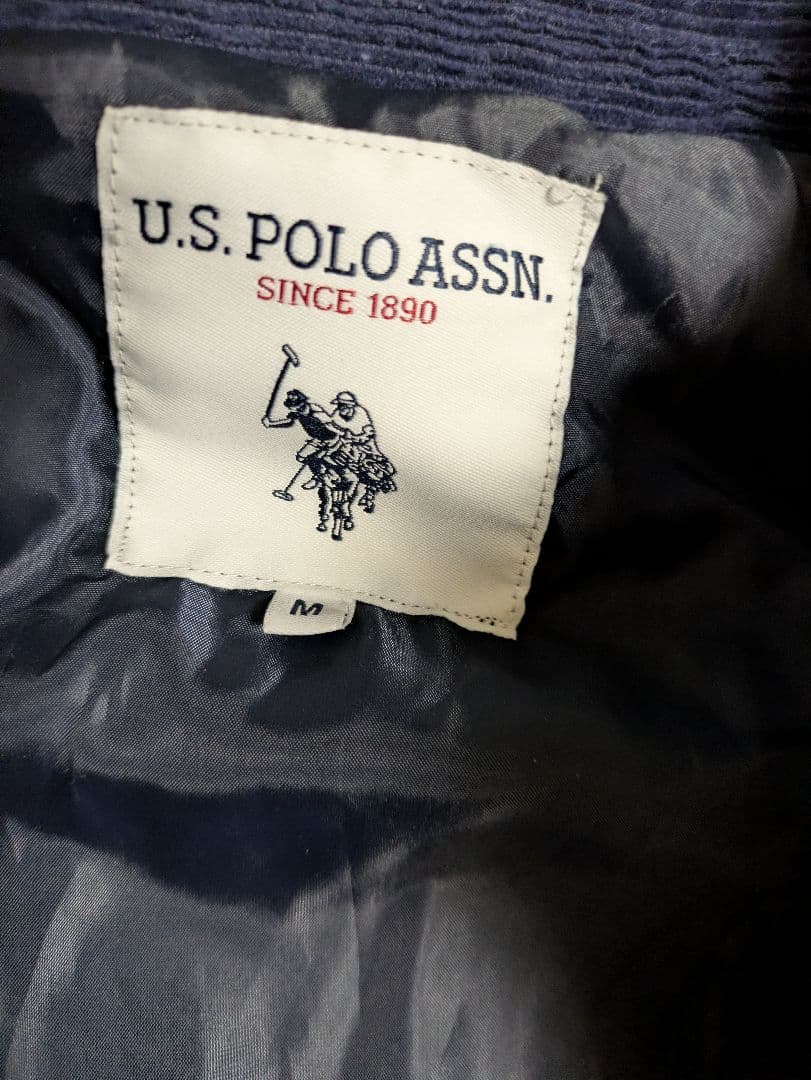 U.S. POLO ASSN.
SINCE 1890
M